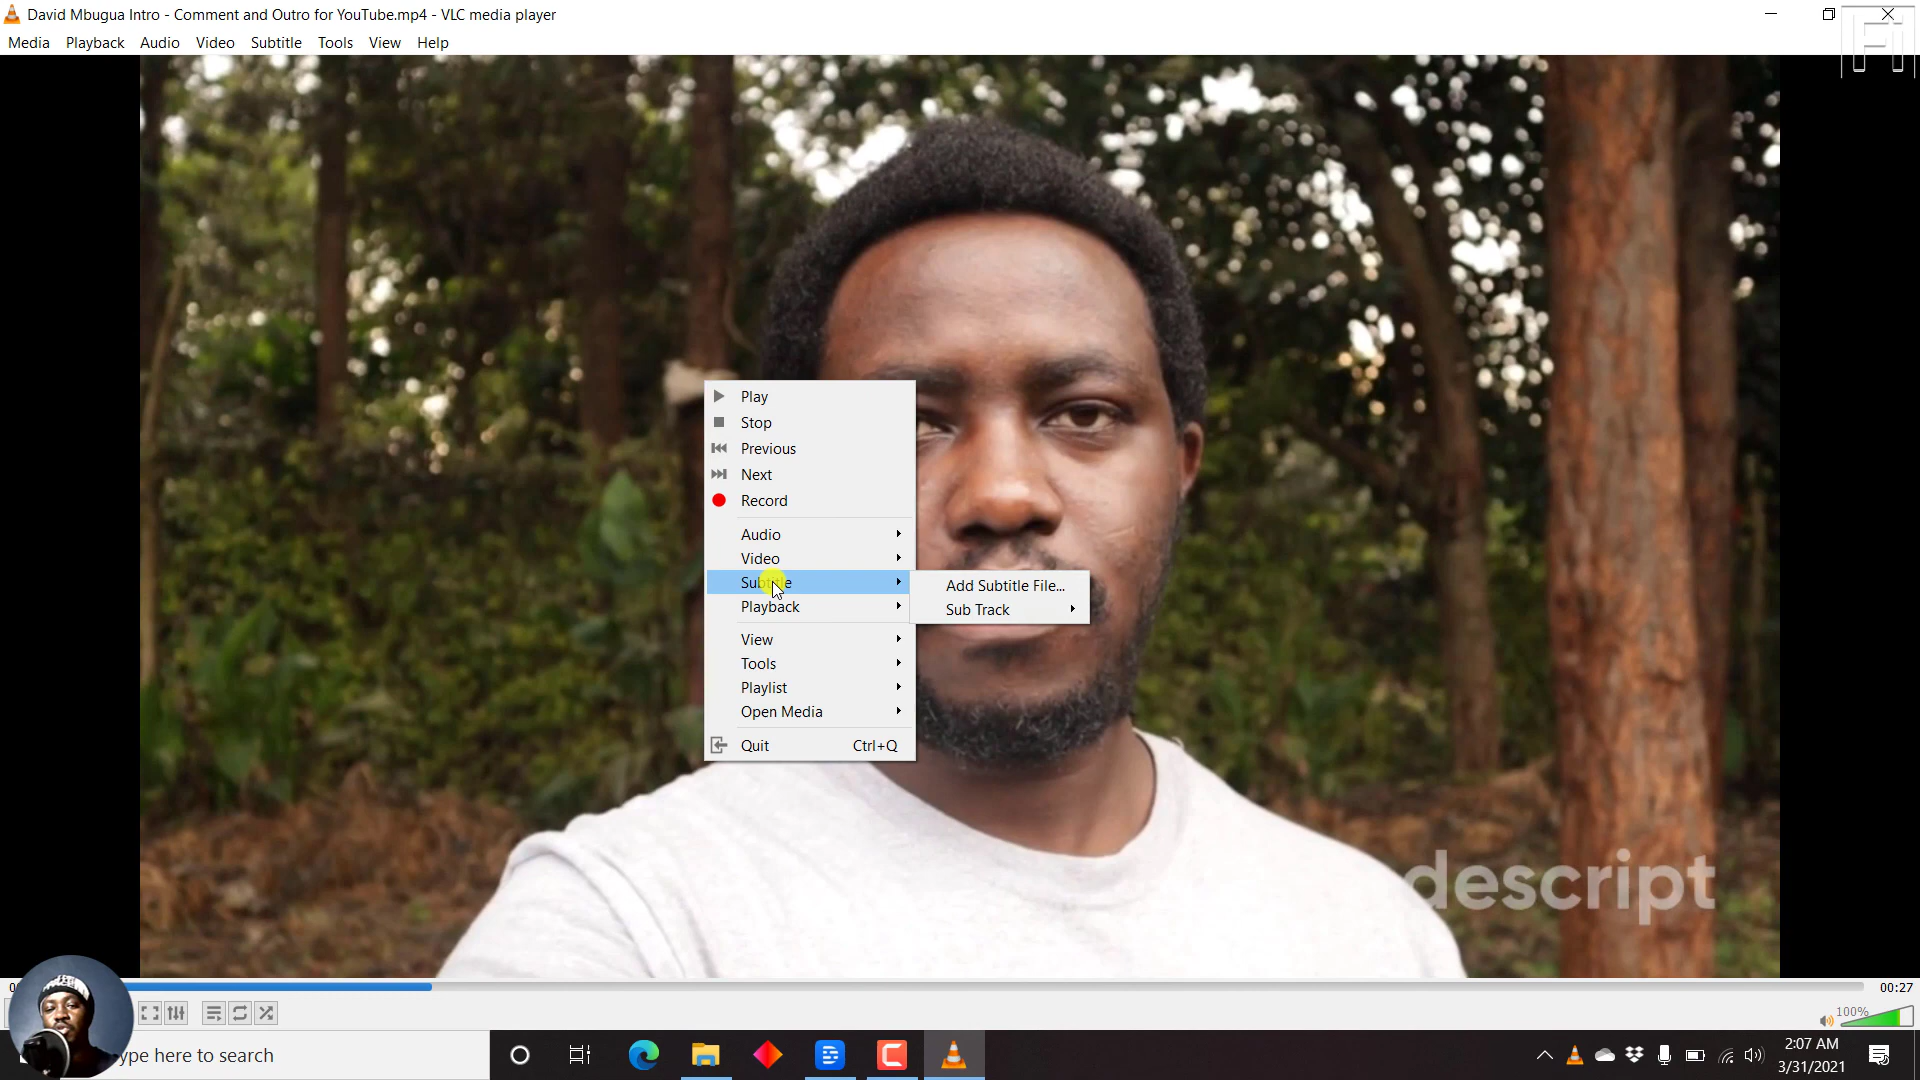 David Mbugua Intro - Comment and Outro for YouTube.mp4 - VLC media player
Media Playback Audio Video Subtitle Tools View Help
Play
Stop
Previous
Next
Record
Audio
Video
Subtitle
Add Subtitle File...
Playback
Sub Track
View
Tools
Playlist
Open Media
Quit Ctrl+Q
descript
00:27
100%
ype here to search
2:07 AM
3/31/2021